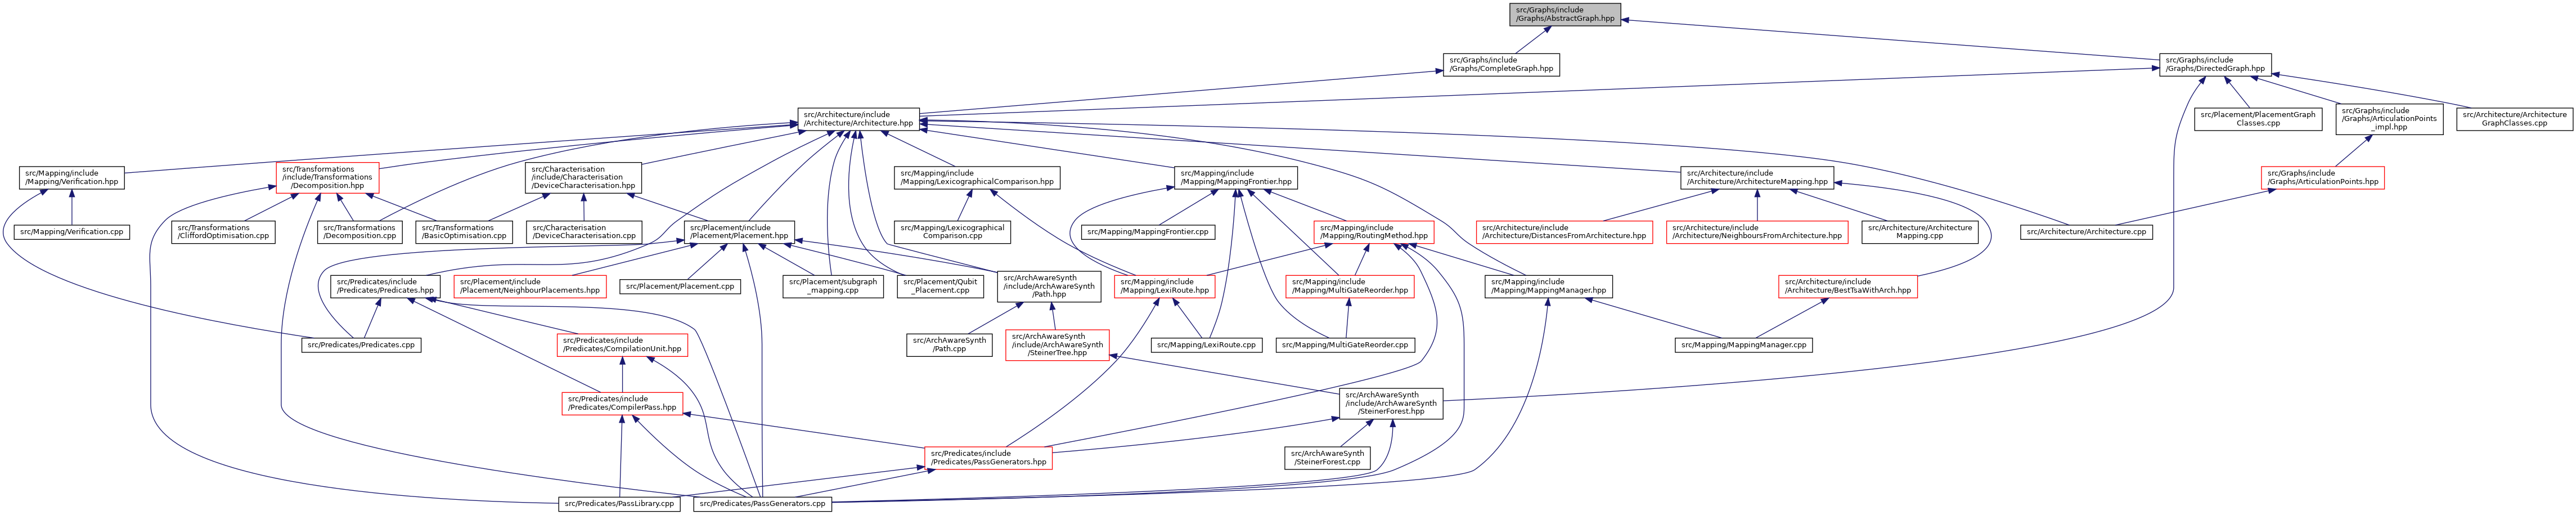 src/Graphs/include
/Graphs/AbstractGraph.hpp
src/Graphs/include
/Graphs/CompleteGraph.hpp
src/Graphs/include
/Graphs/DirectedGraph.hpp
src/Architecture/include
/Architecture/Architecture.hpp
src/Placement/PlacementGraph
Classes.cpp
src/Graphs/include
/Graphs/ArticulationPoints
_impl.hpp
src/Architecture/Architecture
GraphClasses.cpp
src/Mapping/include
/Mapping/Verification.hpp
src/Transformations
/include/Transformations
/Decomposition.hpp
src/Characterisation
/include/Characterisation
/DeviceCharacterisation.hpp
src/Mapping/include
/Mapping/LexicographicalComparison.hpp
src/Mapping/include
/Mapping/MappingFrontier.hpp
src/Architecture/include
/Architecture/ArchitectureMapping.hpp
src/Graphs/include
/Graphs/ArticulationPoints.hpp
src/Mapping/Verification.cpp
src/Transformations
/CliffordOptimisation.cpp
src/Transformations
/Decomposition.cpp
src/Transformations
/BasicOptimisation.cpp
src/Characterisation
/DeviceCharacterisation.cpp
src/Placement/include
/Placement/Placement.hpp
src/Mapping/Lexicographical
Comparison.cpp
src/Mapping/MappingFrontier.cpp
src/Mapping/include
/Mapping/RoutingMethod.hpp
src/Architecture/include
/Architecture/DistancesFromArchitecture.hpp
src/Architecture/include
/Architecture/NeighboursFromArchitecture.hpp
src/Architecture/Architecture
Mapping.cpp
src/Architecture/Architecture.cpp
src/Predicates/include
/Predicates/Predicates.hpp
src/Placement/include
/Placement/NeighbourPlacements.hpp
src/Placement/Placement.cpp
src/Placement/subgraph
_mapping.cpp
src/Placement/Qubit
_Placement.cpp
src/ArchAwareSynth
/include/ArchAwareSynth
/Path.hpp
src/Mapping/include
/Mapping/LexiRoute.hpp
src/Mapping/include
/Mapping/MultiGateReorder.hpp
src/Mapping/include
/Mapping/MappingManager.hpp
src/Architecture/include
/Architecture/BestTsaWithArch.hpp
src/Predicates/Predicates.cpp
src/Predicates/include
/Predicates/CompilationUnit.hpp
src/ArchAwareSynth
/Path.cpp
src/ArchAwareSynth
/include/ArchAwareSynth
/SteinerTree.hpp
src/Mapping/LexiRoute.cpp
src/Mapping/MultiGateReorder.cpp
src/Mapping/MappingManager.cpp
src/Predicates/include
/Predicates/CompilerPass.hpp
src/ArchAwareSynth
/include/ArchAwareSynth
/SteinerForest.hpp
src/Predicates/include
/Predicates/PassGenerators.hpp
src/ArchAwareSynth
/SteinerForest.cpp
src/Predicates/PassLibrary.cpp
src/Predicates/PassGenerators.cpp